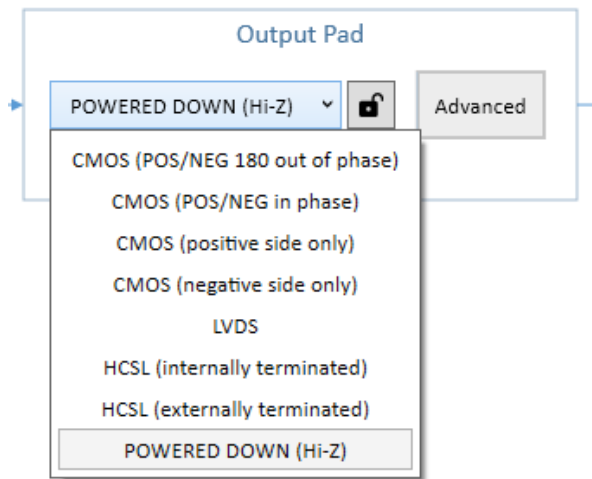 Output Pad
POWERED DOWN (Hi-Z)
Advanced
CMOS (POS/NEG 180 out of phase)
CMOS (POS/NEG in phase)
CMOS (positive side only)
CMOS (negative side only)
LVDS
HCSL (internally terminated)
HCSL (externally terminated)
POWERED DOWN (Hi-Z)